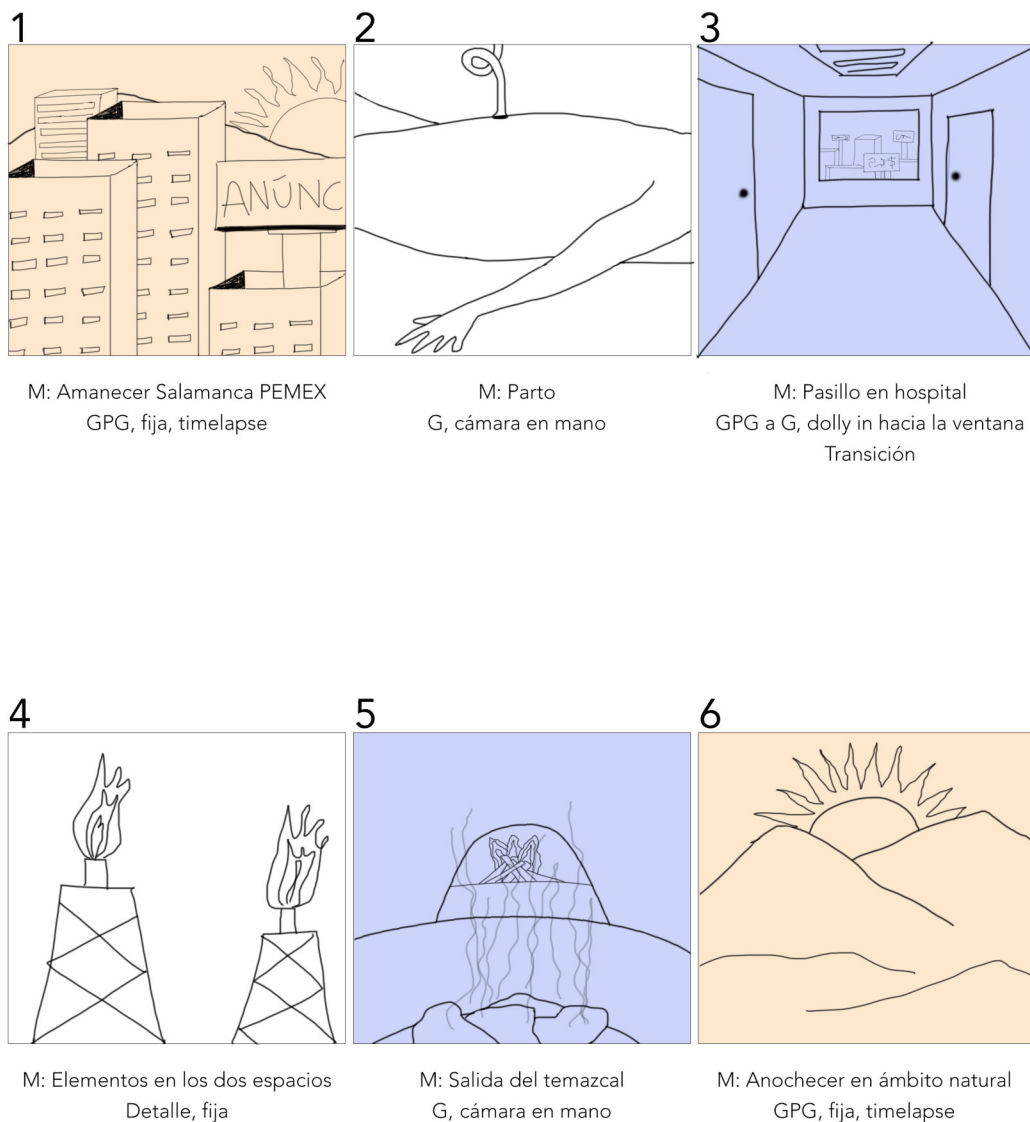 1
ANÚNC
M: Amanecer Salamanca PEMEX
GPG, fija, timelapse
2
M: Parto
G, cámara en mano
3
M: Pasillo en hospital
GPG a G, dolly in hacia la ventana
Transición
4
M: Elementos en los dos espacios
Detalle, fija
5
M: Salida del temazcal
G, cámara en mano
6
M: Anochecer en ámbito natural
GPG, fija, timelapse